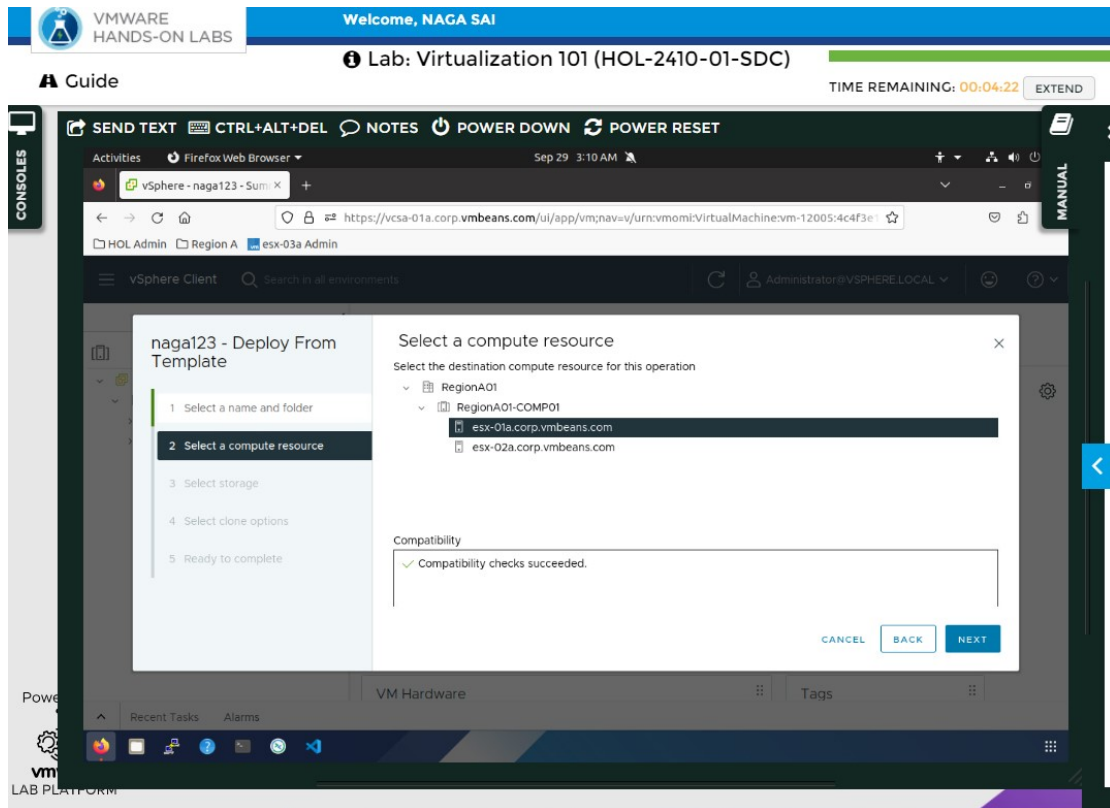 VMWARE
HANDS-ON LABS
Welcome, NAGA SAI
Lab: Virtualization 101 (HOL-2410-01-SDC)
Guide
TIME REMAINING: 00:04:22 EXTEND
CONSOLES
SEND TEXT CTRL+ALT+DEL NOTES POWER DOWN POWER RESET
MANUAL
Activities Firefox Web Browser Sep 29 3:10 AM
vSphere - naga123 - Sum
https://vcsa-01a.corp.vmbeans.com/ui/app/vm;nav=v/urn:vmomi:VirtualMachine:vm-12005:4c4f3e1
HOL Admin Region A esx-03a Admin
vSphere Client Search in all environments Administrator@VSPHERE.LOCAL
naga123 - Deploy From
Template
1 Select a name and folder
2 Select a compute resource
3 Select storage
4 Select clone options
5 Ready to complete
Select a compute resource
Select the destination compute resource for this operation
RegionA01
RegionA01-COMP01
esx-01a.corp.vmbeans.com
esx-02a.corp.vmbeans.com
Compatibility
Compatibility checks succeeded.
CANCEL BACK NEXT
VM Hardware Tags
Recent Tasks Alarms
Powe
vm
LAB PLATFORM